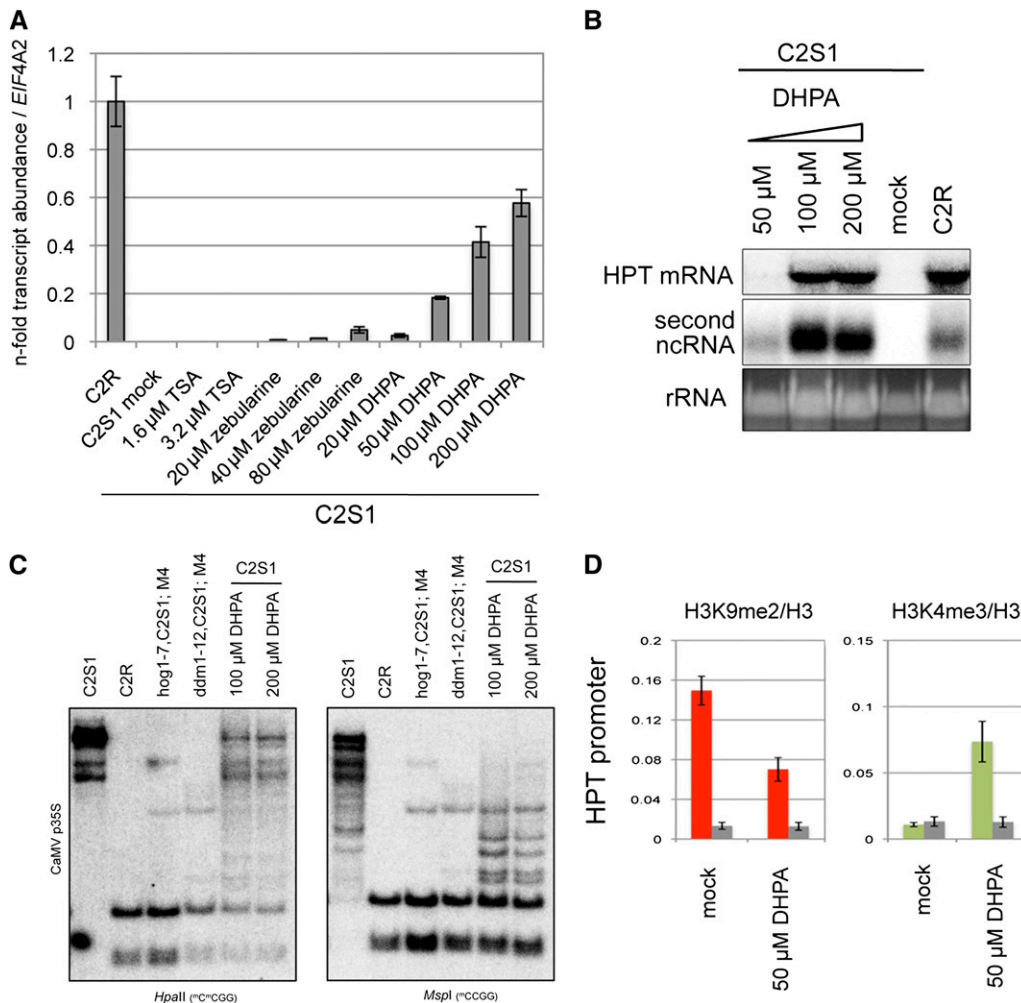 A
n-fold transcript abundance / EIF4A2
1.2
1
0.8
0.6
0.4
0.2
0
C2R
C2S1 mock
1.6 µM TSA
3.2 µM TSA
20 µM zebularine
40 µM zebularine
80 µM zebularine
20 µM DHPA
50 µM DHPA
100 µM DHPA
200 µM DHPA
C2S1
B
C2S1
DHPA
50 µM
100 µM
200 µM
mock
C2R
HPT mRNA
second
ncRNA
rRNA
C
C2S1
C2R
hog1-7,C2S1; M4
ddm1-12,C2S1; M4
C2S1
100 µM DHPA
200 µM DHPA
CaMV p35S
HpaII (mCmCGG)
C2S1
C2R
hog1-7,C2S1; M4
ddm1-12,C2S1; M4
C2S1
100 µM DHPA
200 µM DHPA
MspI (mCCGG)
D
HPT promoter
H3K9me2/H3
0.2
0.16
0.12
0.08
0.04
0
mock
50 µM DHPA
H3K4me3/H3
0.15
0.1
0.05
0
mock
50 µM DHPA